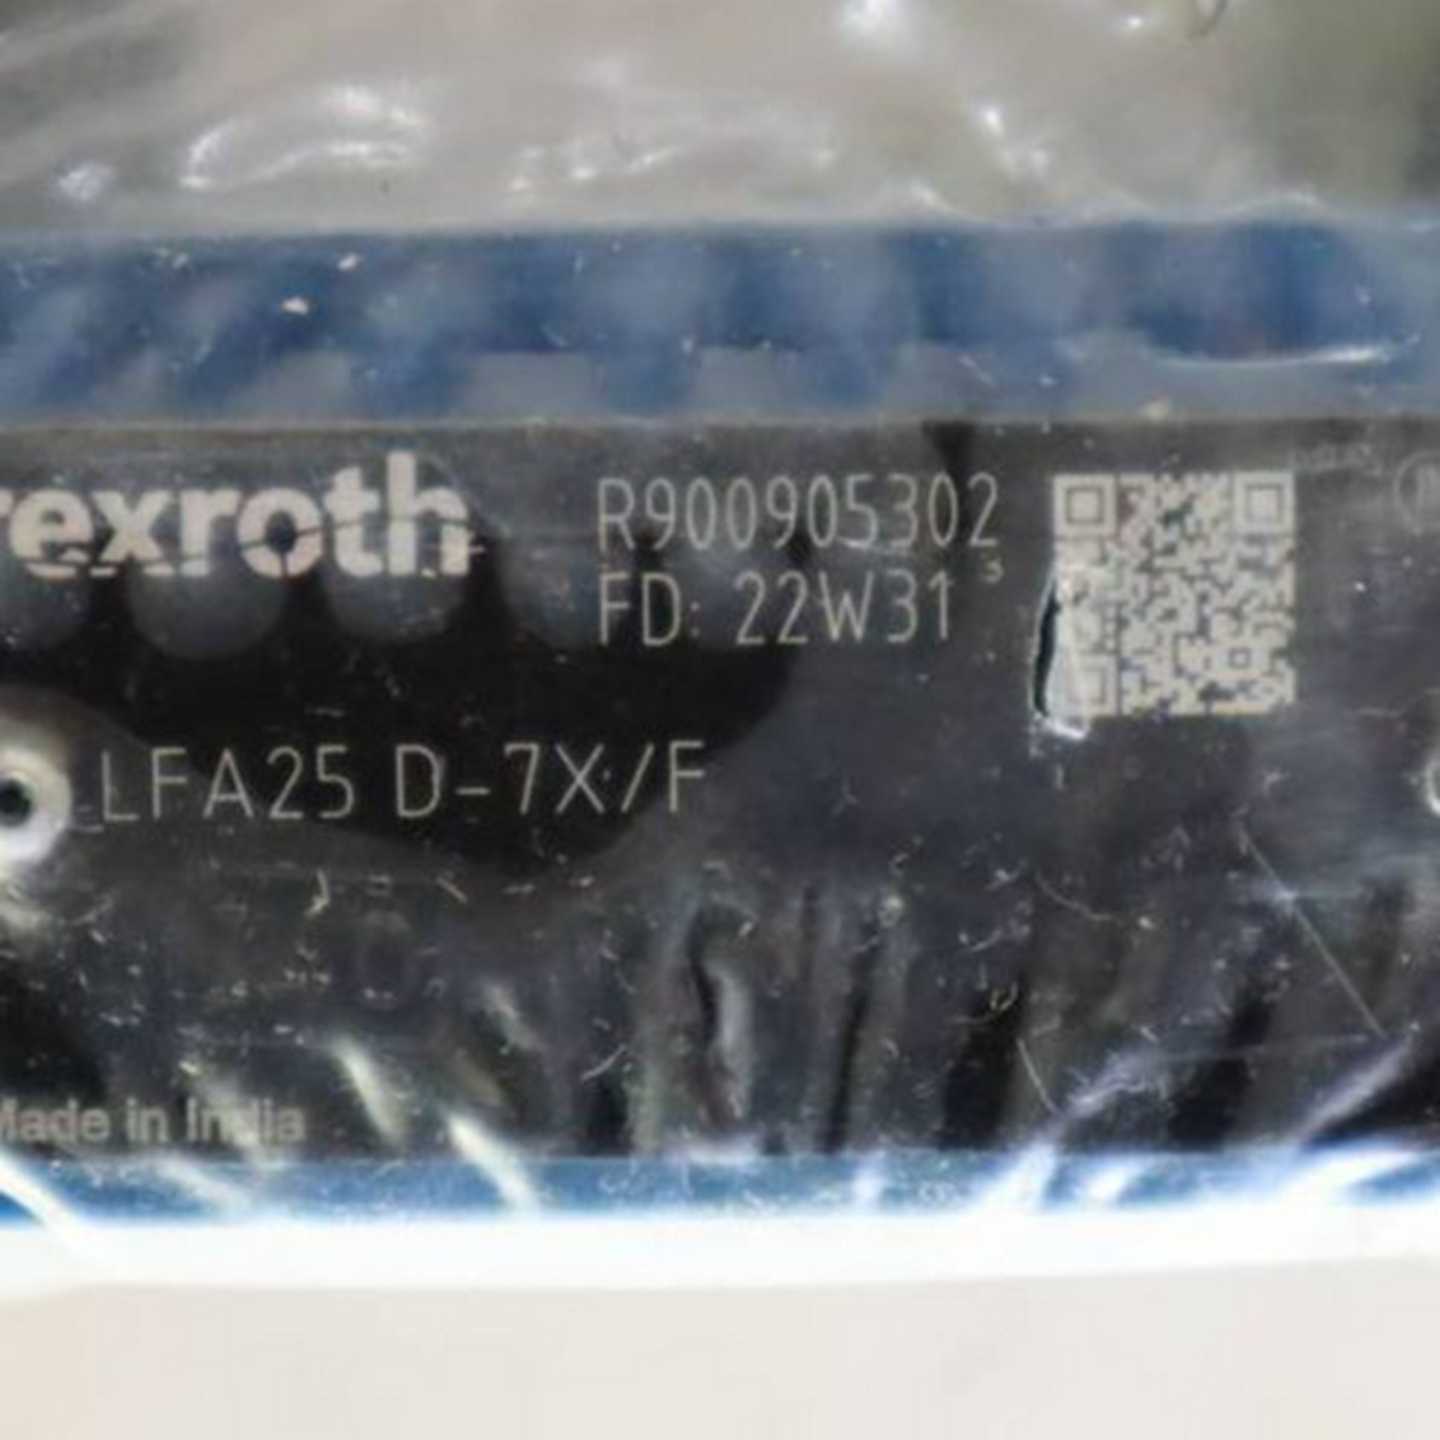 rexroth
R900905302
FD: 22W31
LFA25 D-7X/F
Made in India